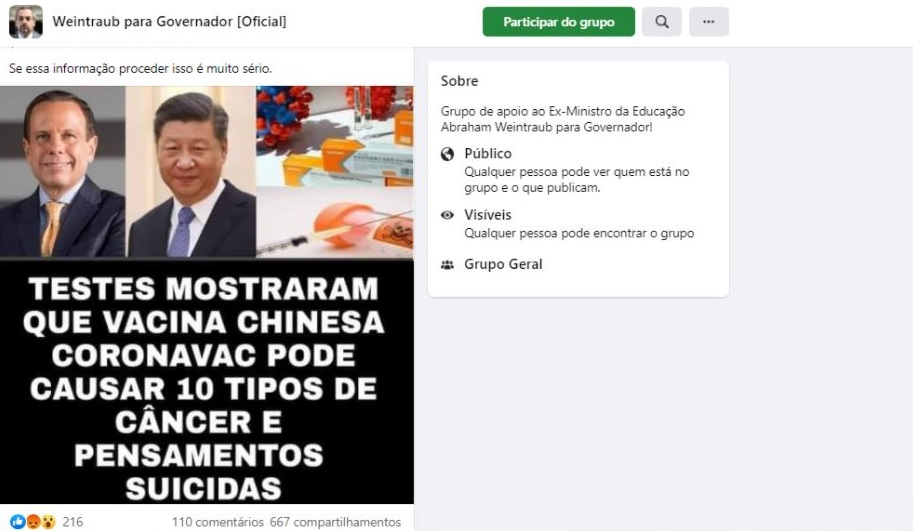 Weintraub para Governador [Oficial]
Participar do grupo
Se essa informação proceder isso é muito sério.
TESTES MOSTRARAM
QUE VACINA CHINESA
CORONAVAC PODE
CAUSAR 10 TIPOS DE
CÂNCER E
PENSAMENTOS
SUICIDAS
216
110 comentários 667 compartilhamentos
Sobre
Grupo de apoio ao Ex-Ministro da Educação
Abraham Weintraub para Governador!
Público
Qualquer pessoa pode ver quem está no
grupo e o que publicam.
Visíveis
Qualquer pessoa pode encontrar o grupo
Grupo Geral